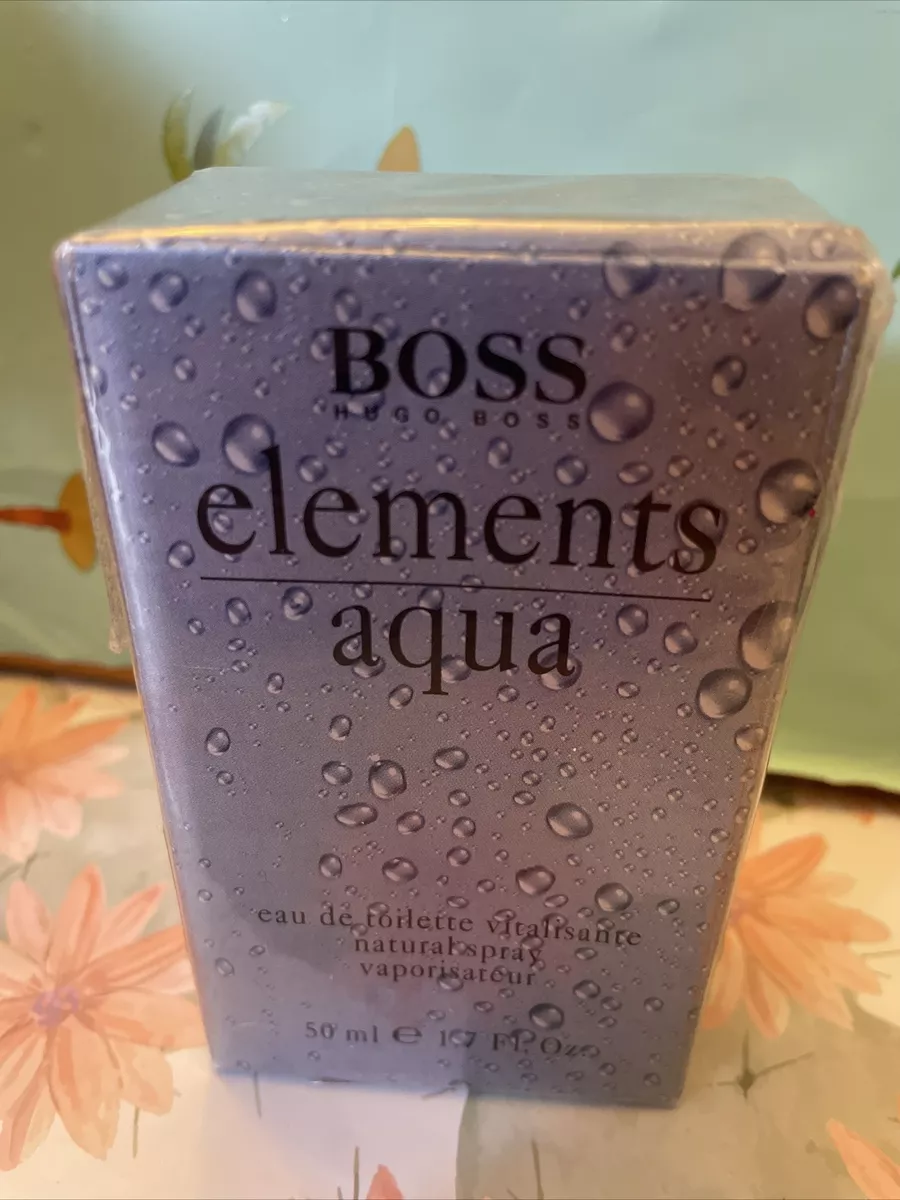 BOSS
HUGO BOSS
elements
aqua
eau de toilette vitalisante
natural spray
vaporisateur
50 ml ℮ 1.7 Fl. Oz.